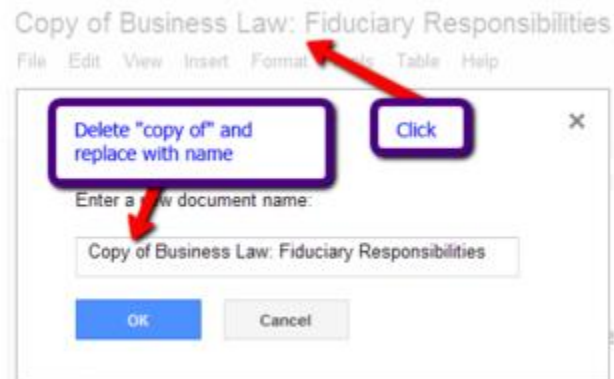 Copy of Business Law: Fiduciary Responsibilities
File Edit View Insert Format Table Help
Delete "copy of" and
replace with name
Click
×
Enter a document name:
Copy of Business Law: Fiduciary Responsibilities
OK Cancel